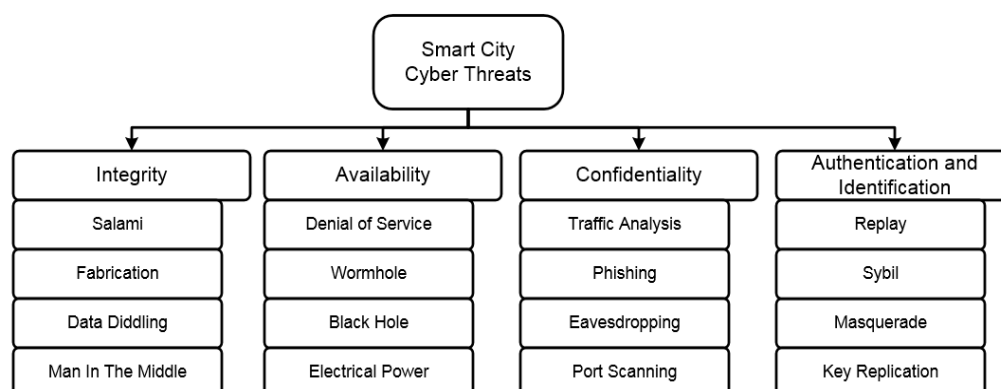 Smart City
Cyber Threats
Integrity
Availability
Confidentiality
Authentication and
Identification
Salami
Denial of Service
Traffic Analysis
Replay
Fabrication
Wormhole
Phishing
Sybil
Data Diddling
Black Hole
Eavesdropping
Masquerade
Man In The Middle
Electrical Power
Port Scanning
Key Replication